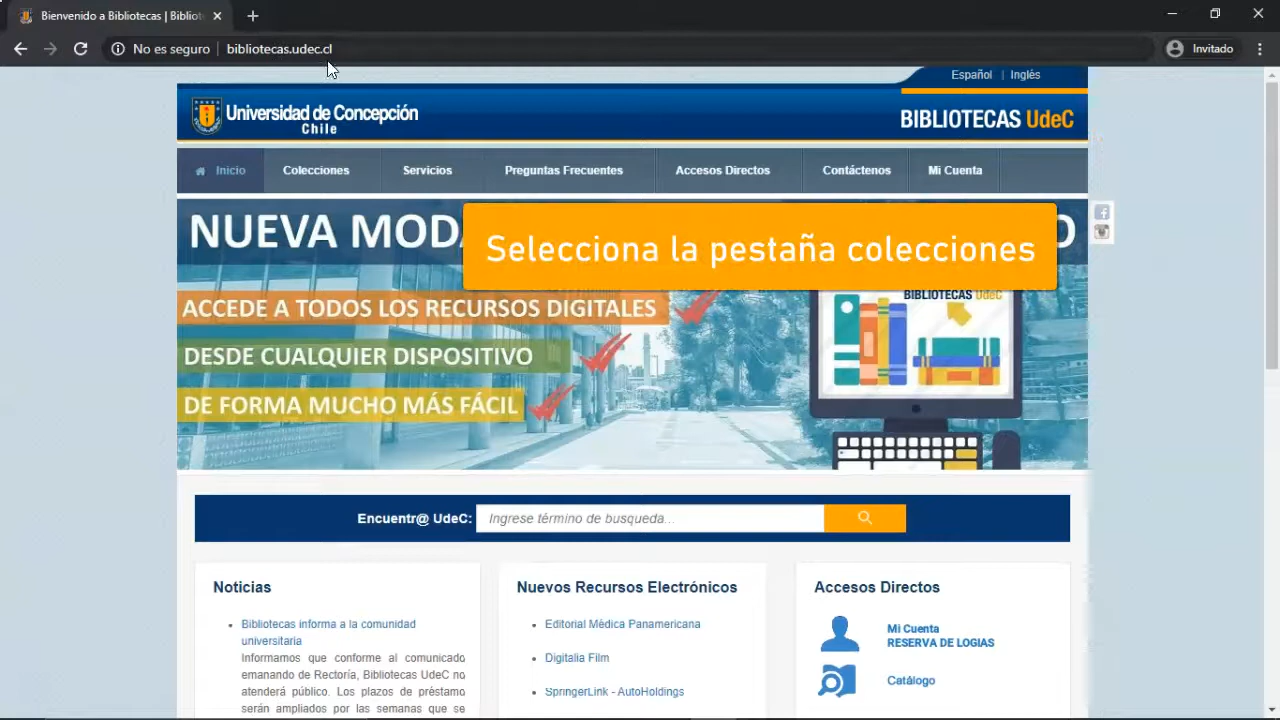 Bienvenido a Bibliotecas | Bibliot
No es seguro | bibliotecas.udec.cl
Invitado
Español | Inglés
Universidad de Concepción
Chile
BIBLIOTECAS UdeC
Inicio
Colecciones
Servicios
Preguntas Frecuentes
Accesos Directos
Contáctenos
Mi Cuenta
NUEVA MOD
O
Selecciona la pestaña colecciones
BIBLIOTECAS UdeC
ACCEDE A TODOS LOS RECURSOS DIGITALES
DESDE CUALQUIER DISPOSITIVO
DE FORMA MUCHO MÁS FÁCIL
Encuentr@ UdeC:
Ingrese término de busqueda...
Noticias
Bibliotecas informa a la comunidad
universitaria
Informamos que conforme al comunicado
emanando de Rectoría, Bibliotecas UdeC no
atenderá público. Los plazos de préstamo
serán ampliados por las semanas que se
Nuevos Recursos Electrónicos
Editorial Médica Panamericana
Digitalia Film
SpringerLink - AutoHoldings
Accesos Directos
Mi Cuenta
RESERVA DE LOGIAS
Catálogo